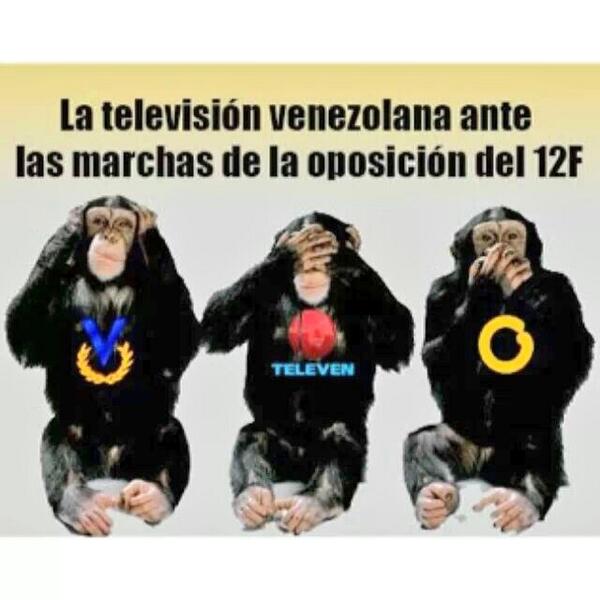 La televisión venezolana ante
las marchas de la oposición del 12F
V
TELEVEN